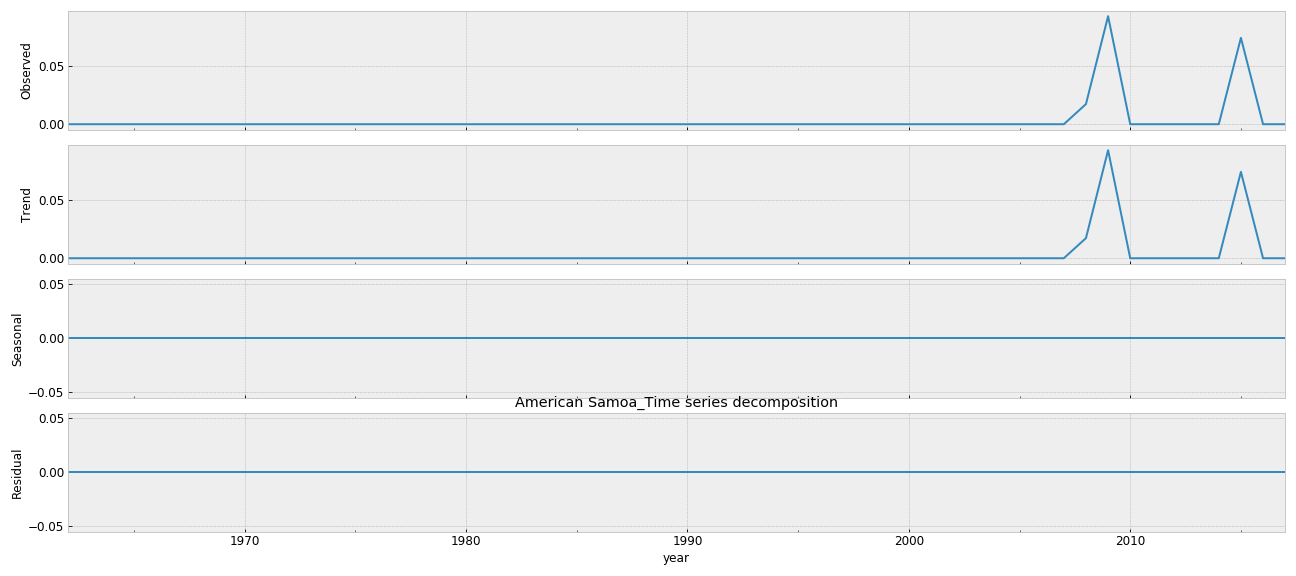 Observed
0.05
0.00
Trend
0.05
0.00
Seasonal
0.05
0.00
−0.05
American Samoa_Time series decomposition
Residual
0.05
0.00
−0.05
1970 1980 1990 2000 2010
year